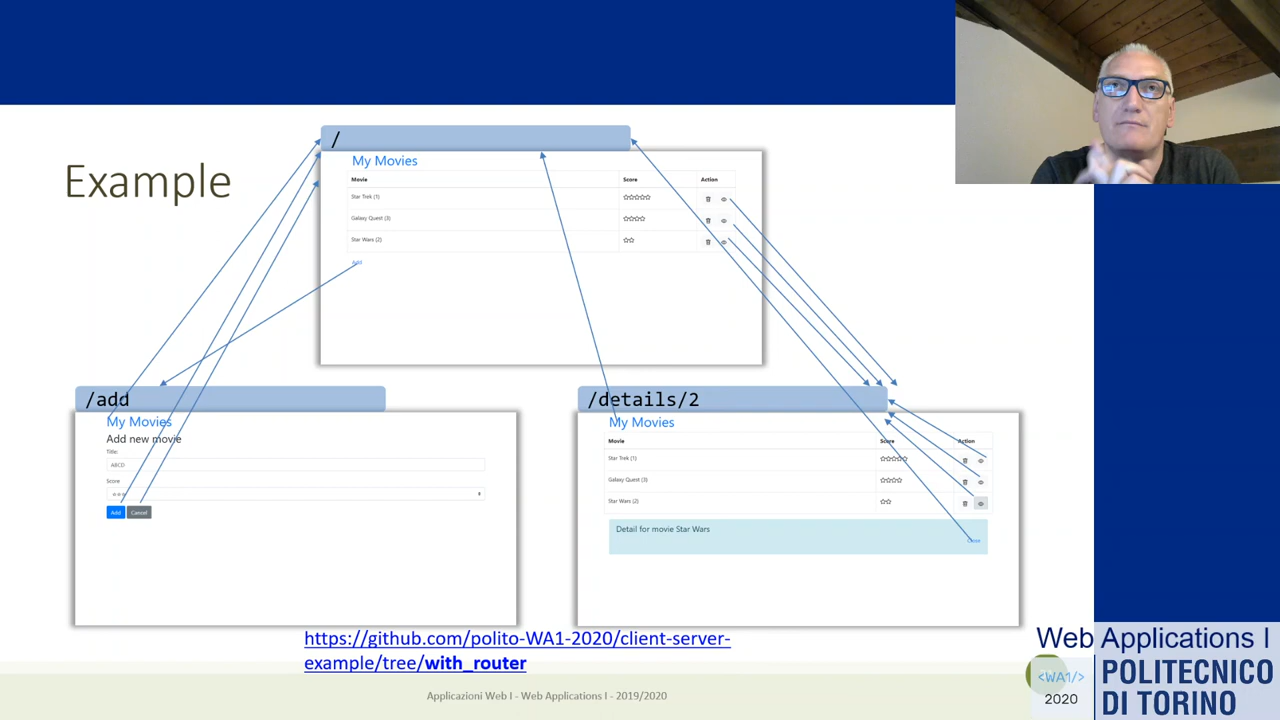 Example
/
My Movies
Movie Score Action
Star Trek (1)
Galaxy Quest (3)
Star Wars (2)
Add
/add
My Movies
Add new movie
Title:
ABCD
Score
Add Cancel
/details/2
My Movies
Movie Score Action
Star Trek (1)
Galaxy Quest (3)
Star Wars (2)
Detail for movie Star Wars
Close
https://github.com/polito-WA1-2020/client-server-
example/tree/with_router
Applicazioni Web I - Web Applications I - 2019/2020
Web Applications I
<WA1/>
2020
POLITECNICO
DI TORINO